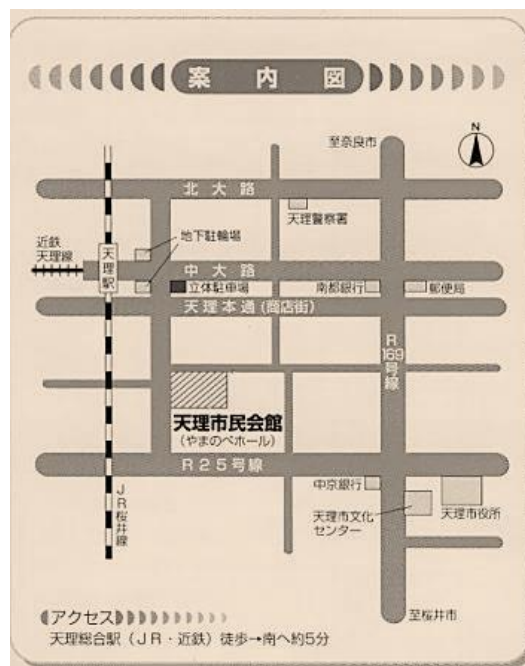 案内図
N
至奈良市
北大路
天理警察署
近鉄
天理線
天理駅
地下駐輪場
中大路
立体駐車場
南都銀行
郵便局
天理本通(商店街)
R169号線
天理市民会館
(やまのべホール)
R25号線
JR桜井線
中京銀行
天理市文化
センター
天理市役所
至桜井市
アクセス
天理総合駅(JR・近鉄)徒歩→南へ約5分